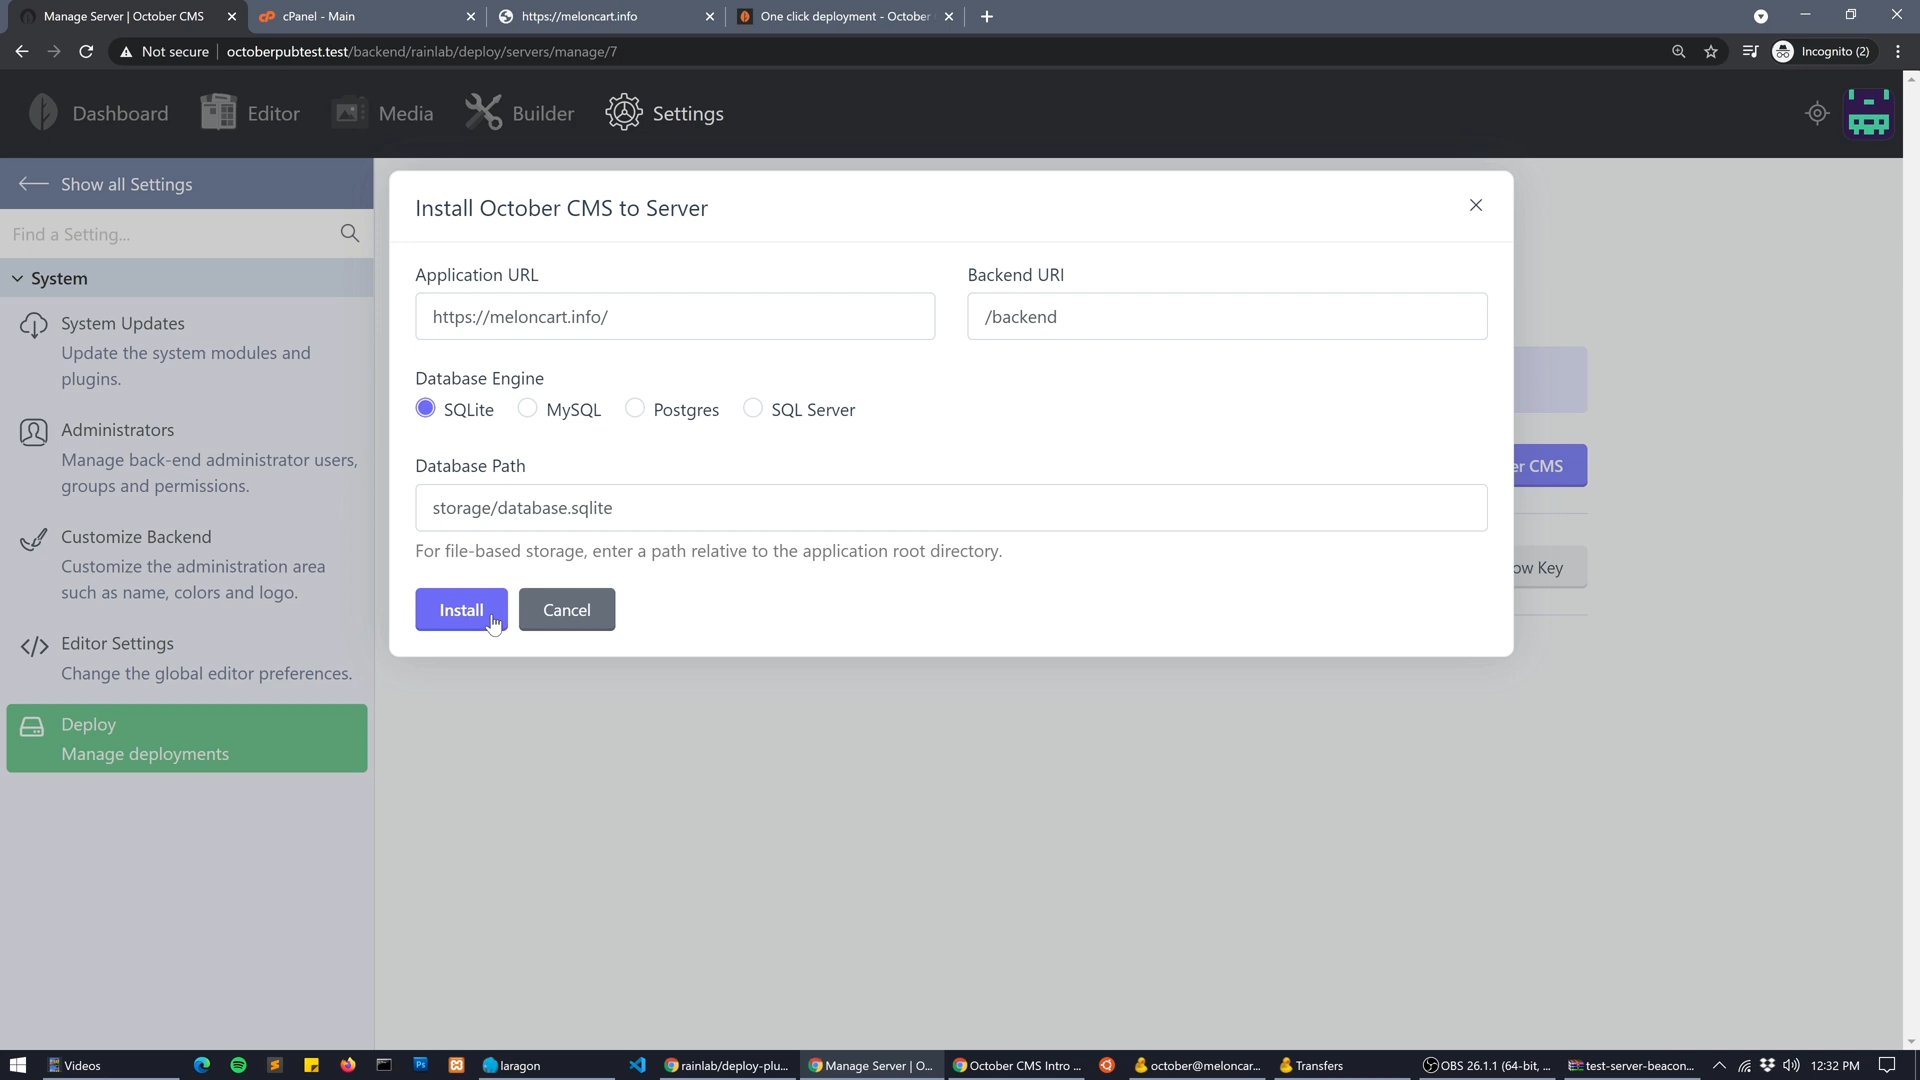 Manage Server | October CMS
cPanel - Main
https://meloncart.info
One click deployment - October
Not secure
octoberpubtest.test/backend/rainlab/deploy/servers/manage/7
Incognito (2)
Dashboard
Editor
Media
Builder
Settings
Show all Settings
Find a Setting...
System
System Updates
Update the system modules and
plugins.
Administrators
Manage back-end administrator users,
groups and permissions.
Customize Backend
Customize the administration area
such as name, colors and logo.
Editor Settings
Change the global editor preferences.
Deploy
Manage deployments
Install October CMS to Server
Application URL
Backend URI
https://meloncart.info/
/backend
Database Engine
SQLite
MySQL
Postgres
SQL Server
Database Path
storage/database.sqlite
For file-based storage, enter a path relative to the application root directory.
Install
Cancel
er CMS
ow Key
Videos
Ps
laragon
rainlab/deploy-plu...
Manage Server | O...
October CMS Intro ...
october@meloncar...
Transfers
OBS 26.1.1 (64-bit, ...
test-server-beacon...
12:32 PM